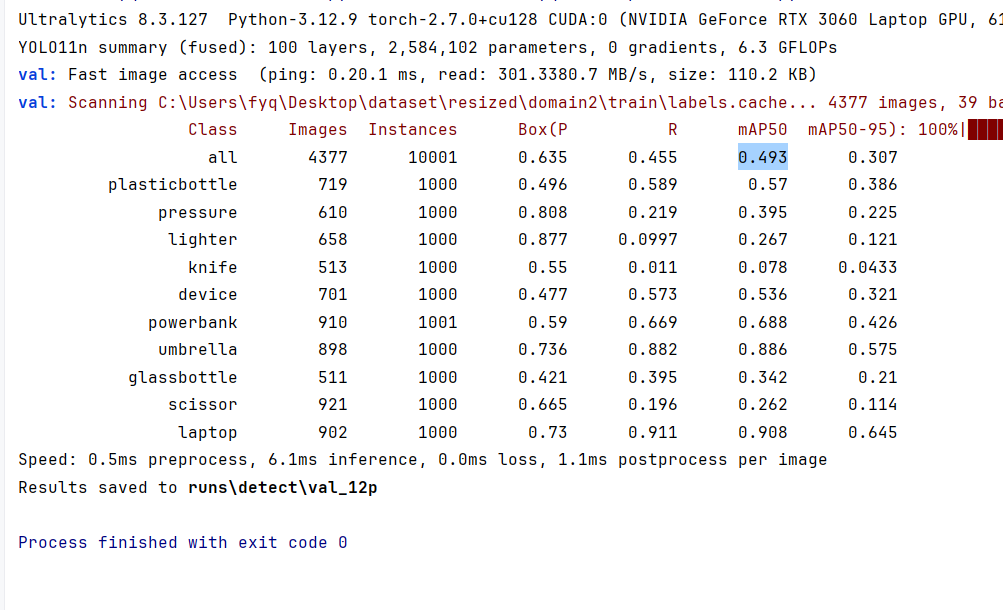 Ultralytics 8.3.127  Python-3.12.9 torch-2.7.0+cu128 CUDA:0 (NVIDIA GeForce RTX 3060 Laptop GPU,
YOLO11n summary (fused): 100 layers, 2,584,102 parameters, 0 gradients, 6.3 GFLOPs
val: Fast image access  (ping: 0.20.1 ms, read: 301.3380.7 MB/s, size: 110.2 KB)
val: Scanning C:\Users\fyq\Desktop\dataset\resized\domain2\train\labels.cache... 4377 images, 39 ba
Class Images Instances Box(P R mAP50 mAP50-95): 100%|
all 4377 10001 0.635 0.455 0.493 0.307
plasticbottle 719 1000 0.496 0.589 0.57 0.386
pressure 610 1000 0.808 0.219 0.395 0.225
lighter 658 1000 0.877 0.0997 0.267 0.121
knife 513 1000 0.55 0.011 0.078 0.0433
device 701 1000 0.477 0.573 0.536 0.321
powerbank 910 1001 0.59 0.669 0.688 0.426
umbrella 898 1000 0.736 0.882 0.886 0.575
glassbottle 511 1000 0.421 0.395 0.342 0.21
scissor 921 1000 0.665 0.196 0.262 0.114
laptop 902 1000 0.73 0.911 0.908 0.645
Speed: 0.5ms preprocess, 6.1ms inference, 0.0ms loss, 1.1ms postprocess per image
Results saved to runs\detect\val_12p
Process finished with exit code 0